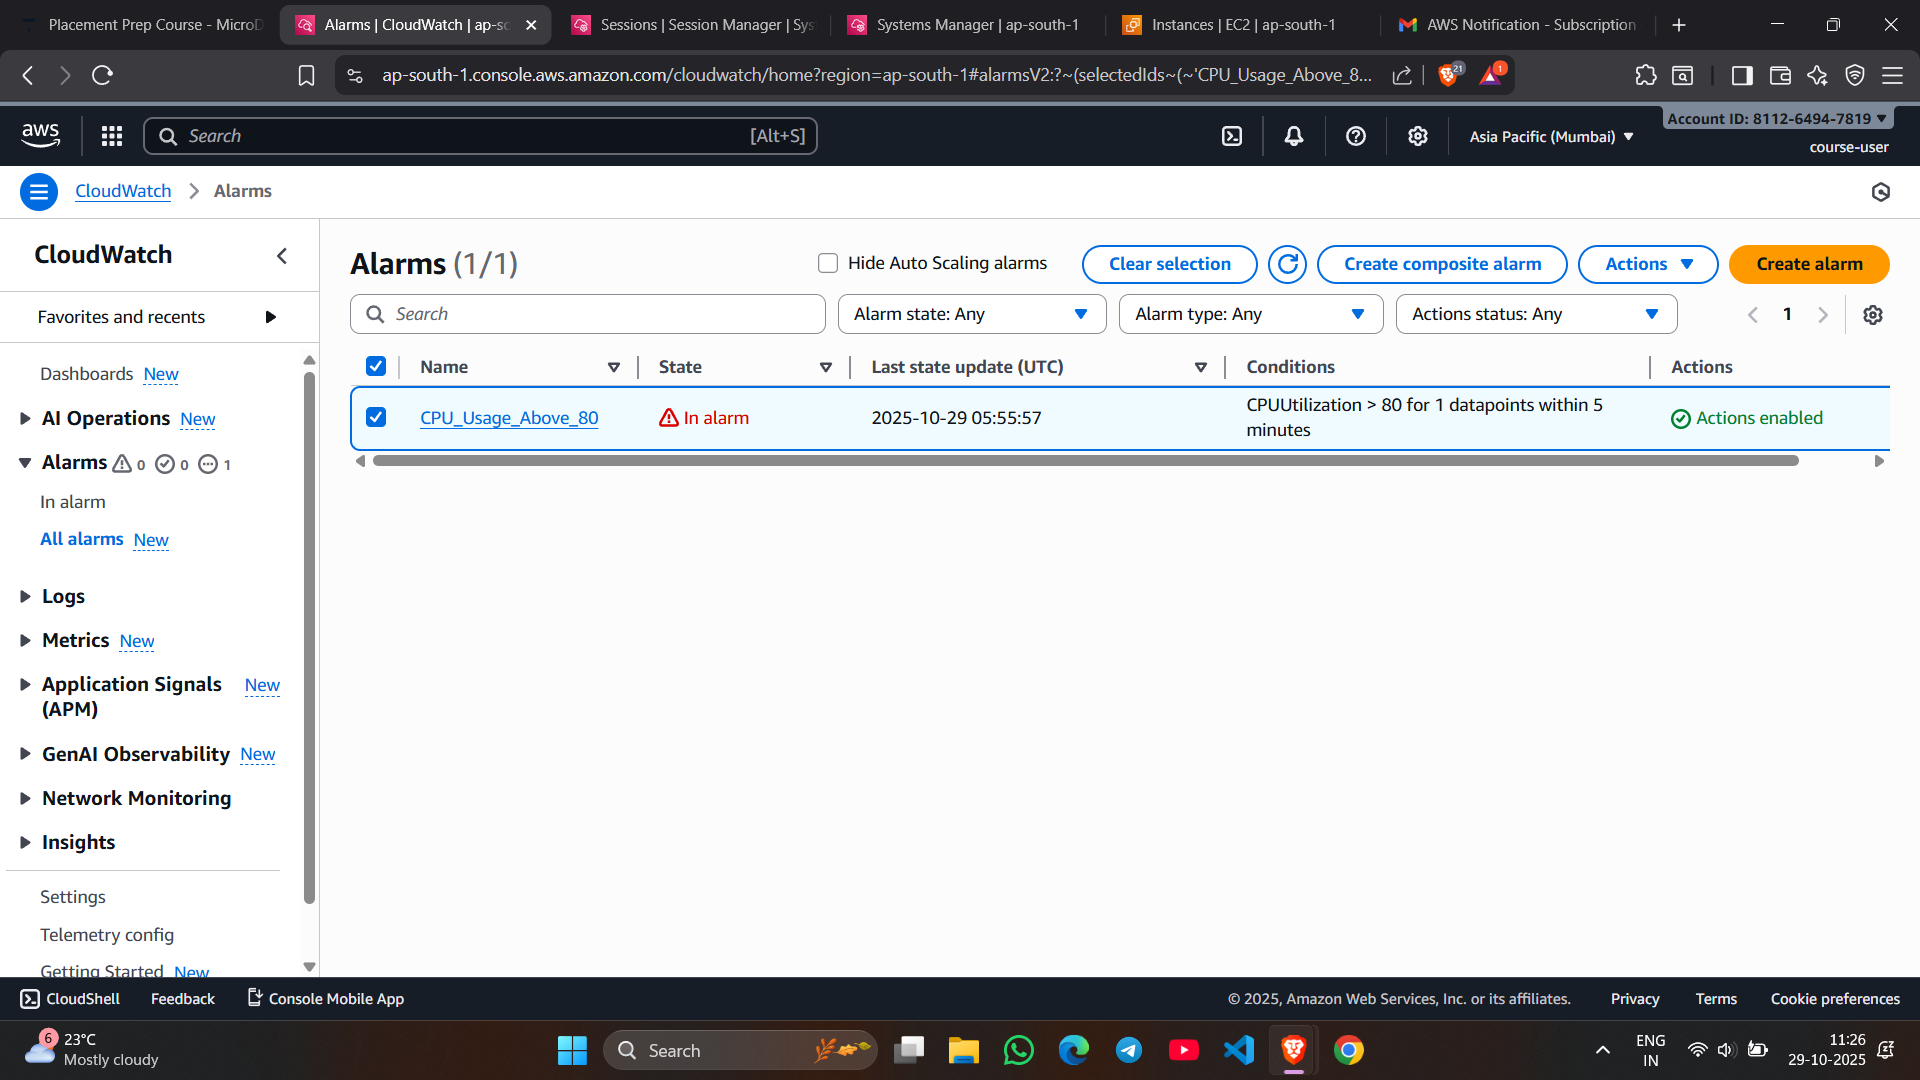 Placement Prep Course - MicroD
Alarms | CloudWatch | ap-so
Sessions | Session Manager | Sys
Systems Manager | ap-south-1
Instances | EC2 | ap-south-1
AWS Notification - Subscription
ap-south-1.console.aws.amazon.com/cloudwatch/home?region=ap-south-1#alarmsV2:?~(selectedIds~(~'CPU_Usage_Above_8...
21
1
aws
Search
[Alt+S]
Asia Pacific (Mumbai)
Account ID: 8112-6494-7819
course-user
CloudWatch
Alarms
CloudWatch
Favorites and recents
Dashboards New
AI Operations New
Alarms 0 0 1
In alarm
All alarms New
Logs
Metrics New
Application Signals (APM) New
GenAI Observability New
Network Monitoring
Insights
Settings
Telemetry config
Getting Started New
Alarms (1/1)
Hide Auto Scaling alarms
Clear selection
Create composite alarm
Actions
Create alarm
Search
Alarm state: Any
Alarm type: Any
Actions status: Any
1
Name
State
Last state update (UTC)
Conditions
Actions
CPU_Usage_Above_80
In alarm
2025-10-29 05:55:57
CPUUtilization > 80 for 1 datapoints within 5
minutes
Actions enabled
CloudShell
Feedback
Console Mobile App
© 2025, Amazon Web Services, Inc. or its affiliates.
Privacy
Terms
Cookie preferences
6
23°C
Mostly cloudy
Search
ENG
IN
11:26
29-10-2025